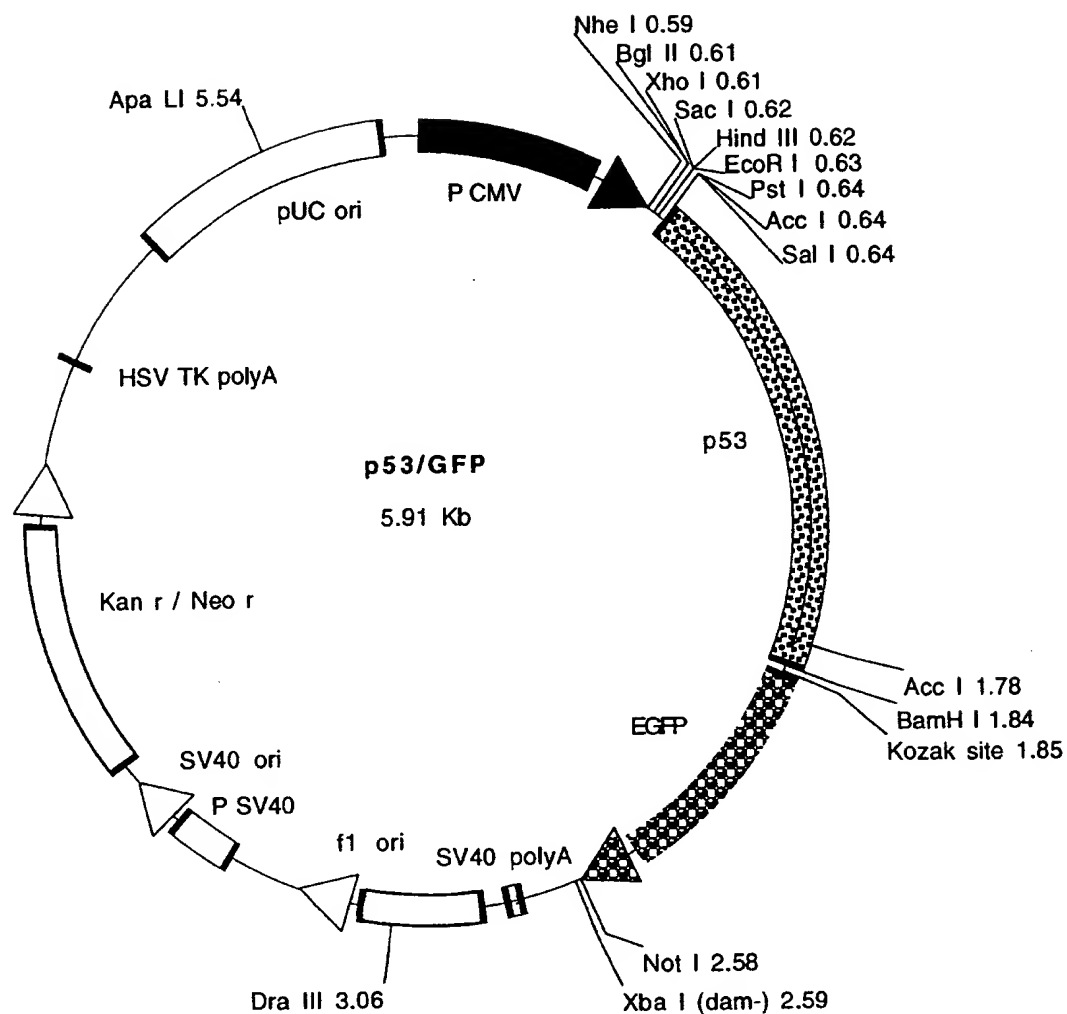 Nhe I 0.59
Bgl II 0.61
Xho I 0.61
Sac I 0.62
Hind III 0.62
EcoR I 0.63
Pst I 0.64
Acc I 0.64
Sal I 0.64
Apa LI 5.54
pUC ori
P CMV
HSV TK polyA
p53
p53/GFP
5.91 Kb
Kan r / Neo r
Acc I 1.78
BamH I 1.84
Kozak site 1.85
EGFP
SV40 ori
P SV40
f1 ori
SV40 polyA
Not I 2.58
Xba I (dam-) 2.59
Dra III 3.06